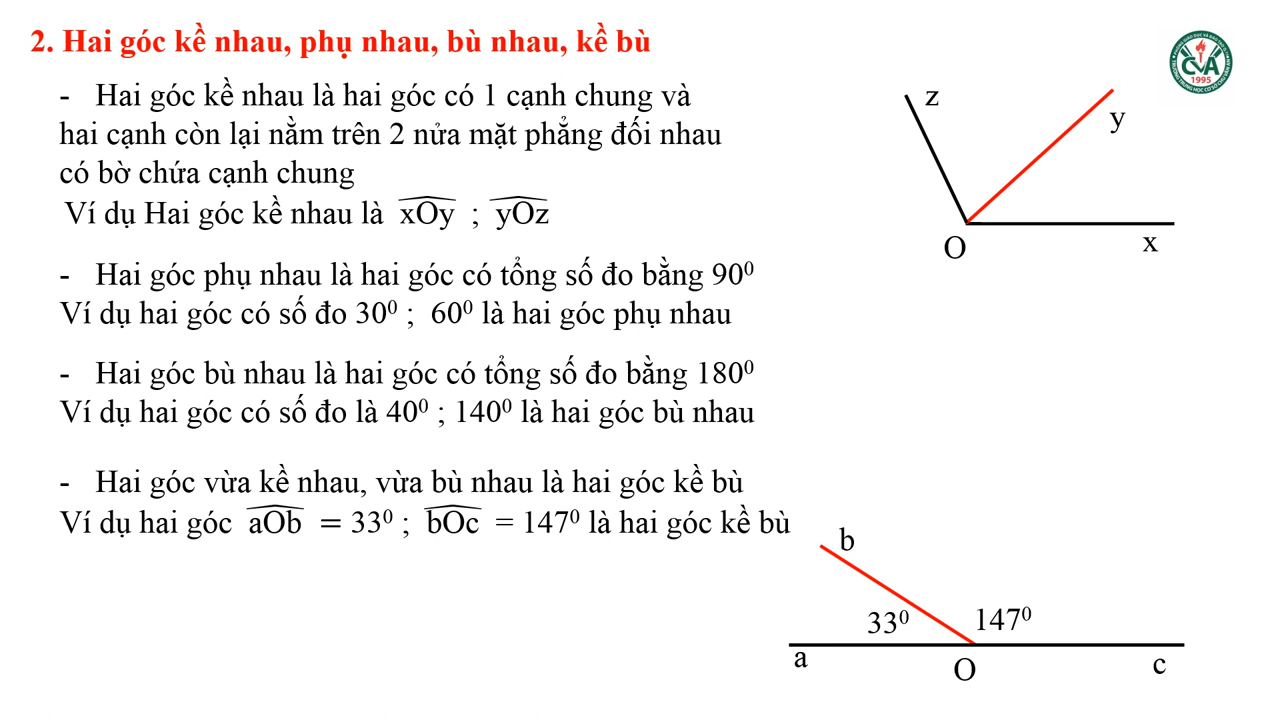 2. Hai góc kề nhau, phụ nhau, bù nhau, kề bù
- Hai góc kề nhau là hai góc có 1 cạnh chung và
hai cạnh còn lại nằm trên 2 nửa mặt phẳng đối nhau
có bờ chứa cạnh chung
Ví dụ Hai góc kề nhau là xOy ; yOz
- Hai góc phụ nhau là hai góc có tổng số đo bằng 90⁰
Ví dụ hai góc có số đo 30⁰ ; 60⁰ là hai góc phụ nhau
- Hai góc bù nhau là hai góc có tổng số đo bằng 180⁰
Ví dụ hai góc có số đo là 40⁰ ; 140⁰ là hai góc bù nhau
- Hai góc vừa kề nhau, vừa bù nhau là hai góc kề bù
Ví dụ hai góc aOb = 33⁰ ; bOc = 147⁰ là hai góc kề bù
z
y
O
x
CVA
1995
b
33⁰
147⁰
a
O
c